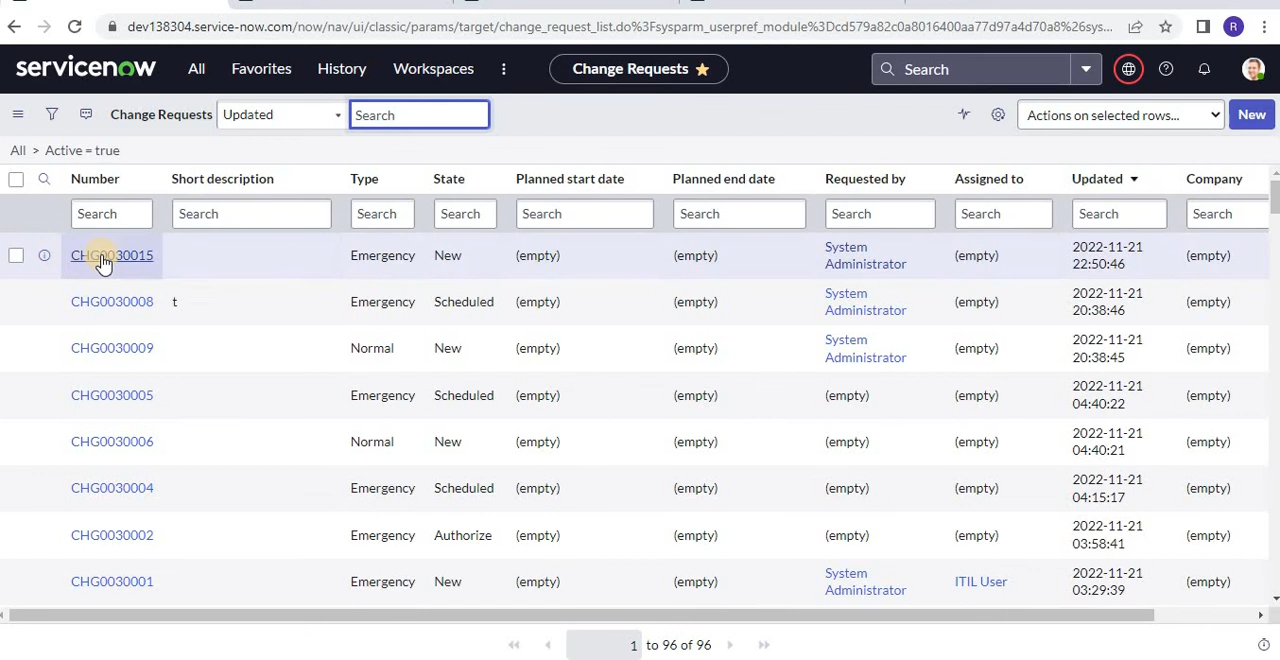 dev138304.service-now.com/now/nav/ui/classic/params/target/change_request_list.do%3Fsysparm_userpref_module%3Dcd579a82c0a8016400aa77d97a4d70a8%26sys...
R
servicenow All Favorites History Workspaces Change Requests Search
Change Requests Updated Search Actions on selected rows... New
All > Active = true
Number Short description Type State Planned start date Planned end date Requested by Assigned to Updated Company
Search Search Search Search Search Search Search Search Search Search
CHG0030015 Emergency New (empty) (empty) System Administrator (empty) 2022-11-21 22:50:46 (empty)
CHG0030008 t Emergency Scheduled (empty) (empty) System Administrator (empty) 2022-11-21 20:38:46 (empty)
CHG0030009 Normal New (empty) (empty) System Administrator (empty) 2022-11-21 20:38:45 (empty)
CHG0030005 Emergency Scheduled (empty) (empty) (empty) (empty) 2022-11-21 04:40:22 (empty)
CHG0030006 Normal New (empty) (empty) (empty) (empty) 2022-11-21 04:40:21 (empty)
CHG0030004 Emergency Scheduled (empty) (empty) (empty) (empty) 2022-11-21 04:15:17 (empty)
CHG0030002 Emergency Authorize (empty) (empty) (empty) (empty) 2022-11-21 03:58:41 (empty)
CHG0030001 Emergency New (empty) (empty) System Administrator ITIL User 2022-11-21 03:29:39 (empty)
1 to 96 of 96